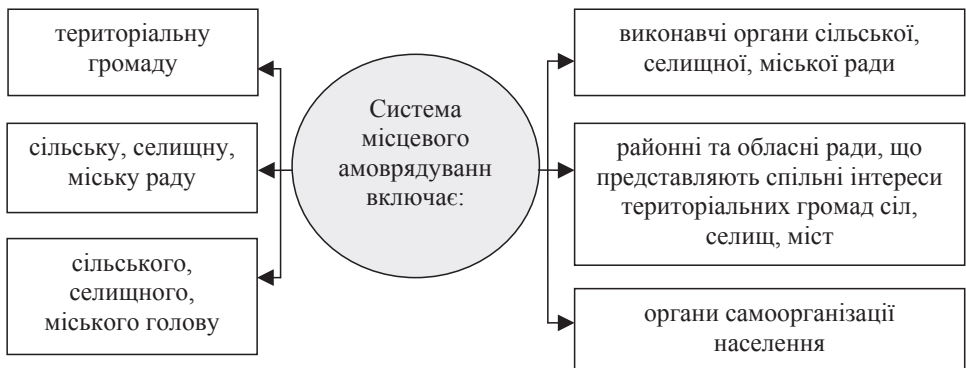 територіальну
громаду
сільську, селищну,
міську раду
сільського,
селищного,
міського голову
Система
місцевого
амоврядуванн
включає:
виконавчі органи сільської,
селищної, міської ради
районні та обласні ради, що
представляють спільні інтереси
територіальних громад сіл,
селищ, міст
органи самоорганізації
населення